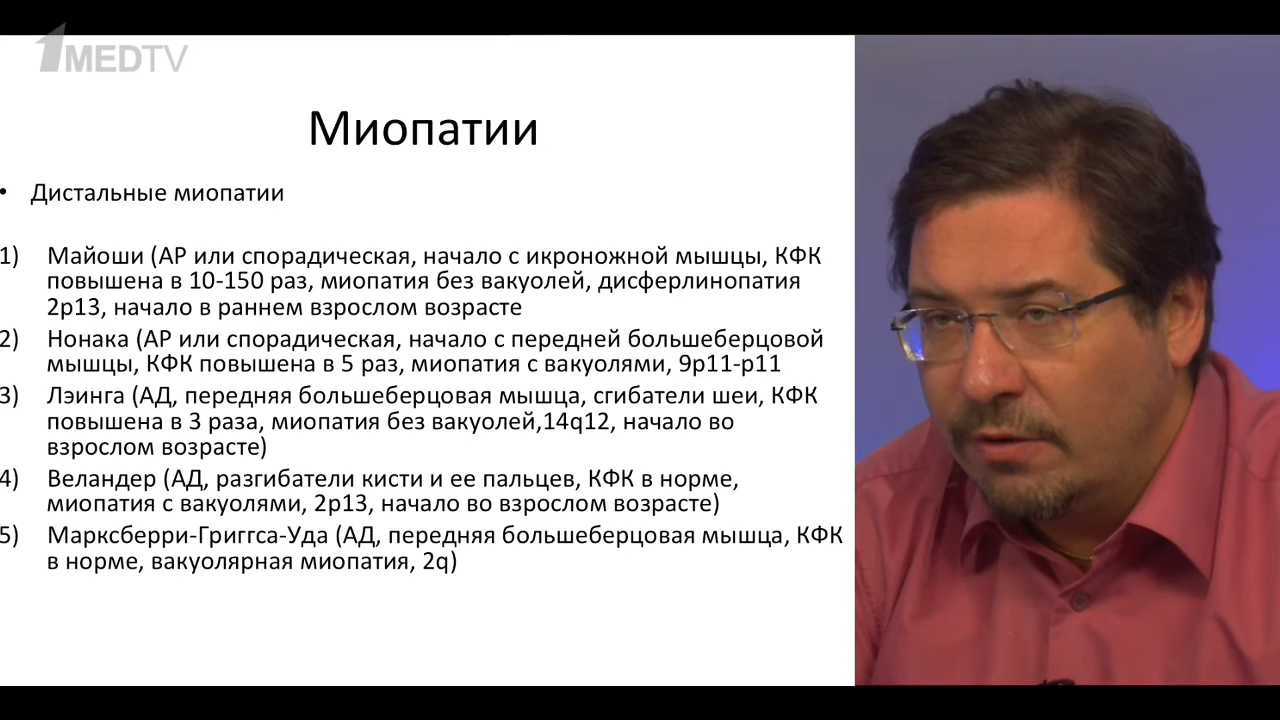 1MEDTV
Миопатии
• Дистальные миопатии
1) Майоши (АР или спорадическая, начало с икроножной мышцы, КФК
повышена в 10-150 раз, миопатия без вакуолей, дисферлинопатия
2p13, начало в раннем взрослом возрасте
2) Нонака (АР или спорадическая, начало с передней большеберцовой
мышцы, КФК повышена в 5 раз, миопатия с вакуолями, 9p11-p11
3) Лэинга (АД, передняя большеберцовая мышца, сгибатели шеи, КФК
повышена в 3 раза, миопатия без вакуолей,14q12, начало во
взрослом возрасте)
4) Веландер (АД, разгибатели кисти и ее пальцев, КФК в норме,
миопатия с вакуолями, 2p13, начало во взрослом возрасте)
5) Марксберри-Григгса-Уда (АД, передняя большеберцовая мышца, КФК
в норме, вакуолярная миопатия, 2q)